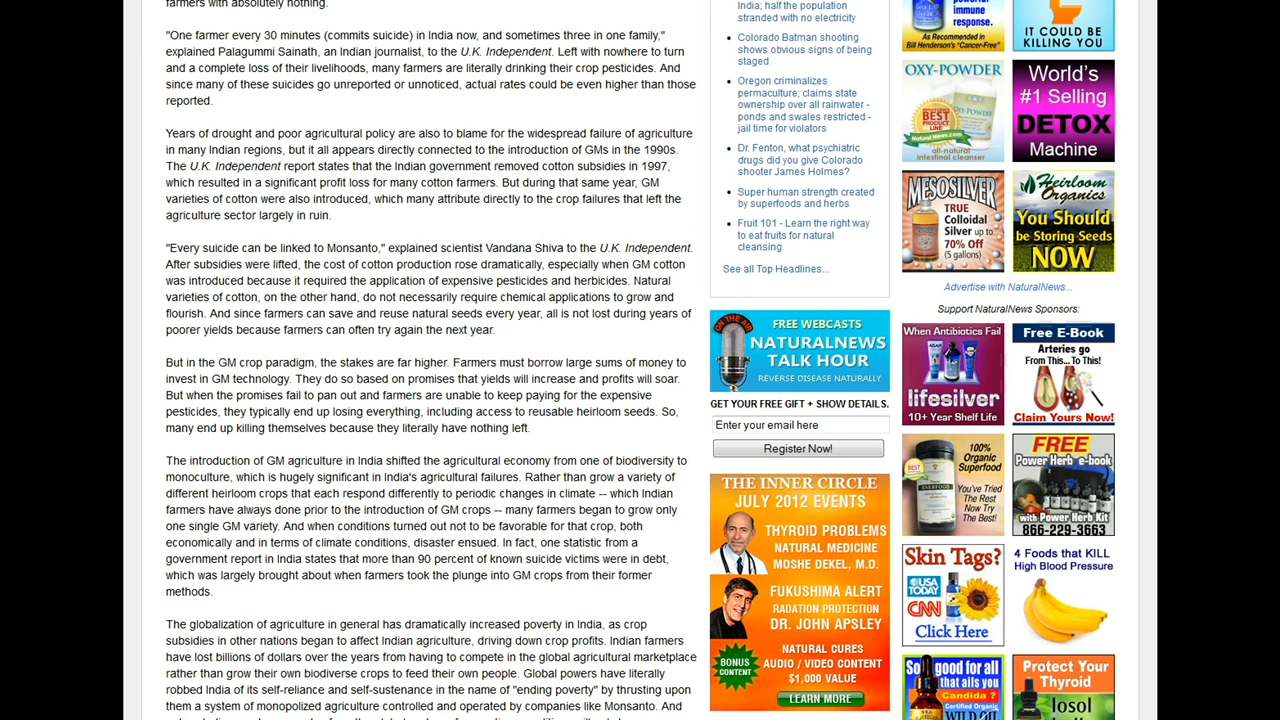 farmers with absolutely nothing.
"One farmer every 30 minutes (commits suicide) in India now, and sometimes three in one family,"
explained Palagummi Sainath, an Indian journalist, to the U.K. Independent. Left with nowhere to turn
and a complete loss of their livelihoods, many farmers are literally drinking their crop pesticides. And
since many of these suicides go unreported or unnoticed, actual rates could be even higher than those
reported.
Years of drought and poor agricultural policy are also to blame for the widespread failure of agriculture
in many Indian areas, but it all appears directly connected to the introduction of GMs in the 1990s.
The U.K. Independent report states that the Indian government removed cotton subsidies in 1997,
which resulted in a significant profit loss for many cotton farmers. But during that same year, GM
varieties of cotton were also introduced, which many attribute directly to the crop failures that left the
agriculture sector largely in ruin.
"Every suicide can be linked to Monsanto," explained scientist Vandana Shiva to the U.K. Independent.
After subsidies were lifted, the cost of cotton production rose dramatically, especially when GM cotton
was introduced because it required the application of expensive pesticides and herbicides. Natural
varieties of cotton, on the other hand, do not necessarily require chemical applications to grow and
flourish. And since farmers can save and reuse natural seeds every year, all is not lost during years of
poorer yields because farmers can often try again the next year.
But in the GM crop paradigm, the stakes are far higher. Farmers must borrow large sums of money to
invest in GM technology. They do so based on promises that yields will increase and profits will soar.
But when the promises fail to pan out and farmers are unable to keep paying for the expensive
pesticides, they typically end up losing everything, including access to reusable heirloom seeds. So,
many end up killing themselves because they literally have nothing left.
The introduction of GM agriculture also shifted the agricultural economy from one of biodiversity to
monoculture, which is hugely significant in India's agricultural failures. Rather than grow a variety of
different heirloom crops that each respond differently to periodic changes in climate -- which Indian
farmers have always done prior to the introduction of GM crops -- many farmers began to grow only
one single GM variety. And when conditions turned out not to be favorable for that crop, both
economically and in terms of climate conditions, disaster ensued. In fact, one statistic from a
government report in India states that more than 90 percent of known suicide victims were in debt,
which was largely brought about when farmers took the plunge into GM crops from their former
methods.
The globalization of agriculture in general has dramatically increased poverty in India, as crop
subsidies in other nations began to affect Indian agriculture, driving down crop profits. Indian farmers
have lost billions of dollars over the years from having to compete in the global agricultural marketplace
rather than grow their own biodiverse crops to feed their own people. Global powers have literally
robbed India of its self-reliance and self-sustenance in the name of "ending poverty" by thrusting upon
them a system of monopolized agriculture controlled and operated by companies like Monsanto. And
India; half the population
stranded with no electricity
Colorado Batman shooting
shows obvious signs of being
staged
Oregon criminalizes
permaculture; claims state
ownership over all rainwater -
ponds and swales restricted -
jail time for violators
Dr. Fenton, what psychiatric
drugs did you give Colorado
shooter James Holmes?
Super human strength created
by superfoods and herbs
Fruit 101 - Learn the right way
to eat fruits for natural
cleansing
See all Top Headlines...
ON THE AIR
FREE WEBCASTS
NATURALNEWS
TALK HOUR
REVERSE DISEASE NATURALLY
GET YOUR FREE GIFT + SHOW DETAILS.
Enter your email here
Register Now!
THE INNER CIRCLE
JULY 2012 EVENTS
THYROID PROBLEMS
NATURAL MEDICINE
MOSHE DEKEL, M.D.
FUKUSHIMA ALERT
RADIATION PROTECTION
DR. JOHN APSLEY
BONUS
CONTENT
NATURAL CURES
AUDIO / VIDEO CONTENT
$1,000 VALUE
LEARN MORE
powerful
immune
response.
As Recommended in
Bill Henderson's "Cancer-Free"
IT COULD BE
KILLING YOU
OXY-POWDER
BEST
PRODUCT
LINE
NaturalNews.com
all-natural
intestinal cleanser
World's
#1 Selling
DETOX
Machine
MESOSILVER
TRUE
Colloidal
Silver up to
70% Off
(5 gallons)
Heirloom
Organics
You Should
be Storing Seeds
NOW
Advertise with NaturalNews...
Support NaturalNews Sponsors:
When Antibiotics Fail
lifesilver
10+ Year Shelf Life
Free E-Book
Arteries go
From This... To This!
Claim Yours Now!
100%
Organic
Superfood
BEST
You've Tried
The Rest
Now Try
The Best!
FREE
Power Herb e-book
with Power Herb Kit
866-229-3663
Skin Tags?
USA
TODAY
CNN
Click Here
4 Foods that KILL
High Blood Pressure
So good for all
that ails you
Candida ?
Certified Organic
WILD OIL
Protect Your
Thyroid